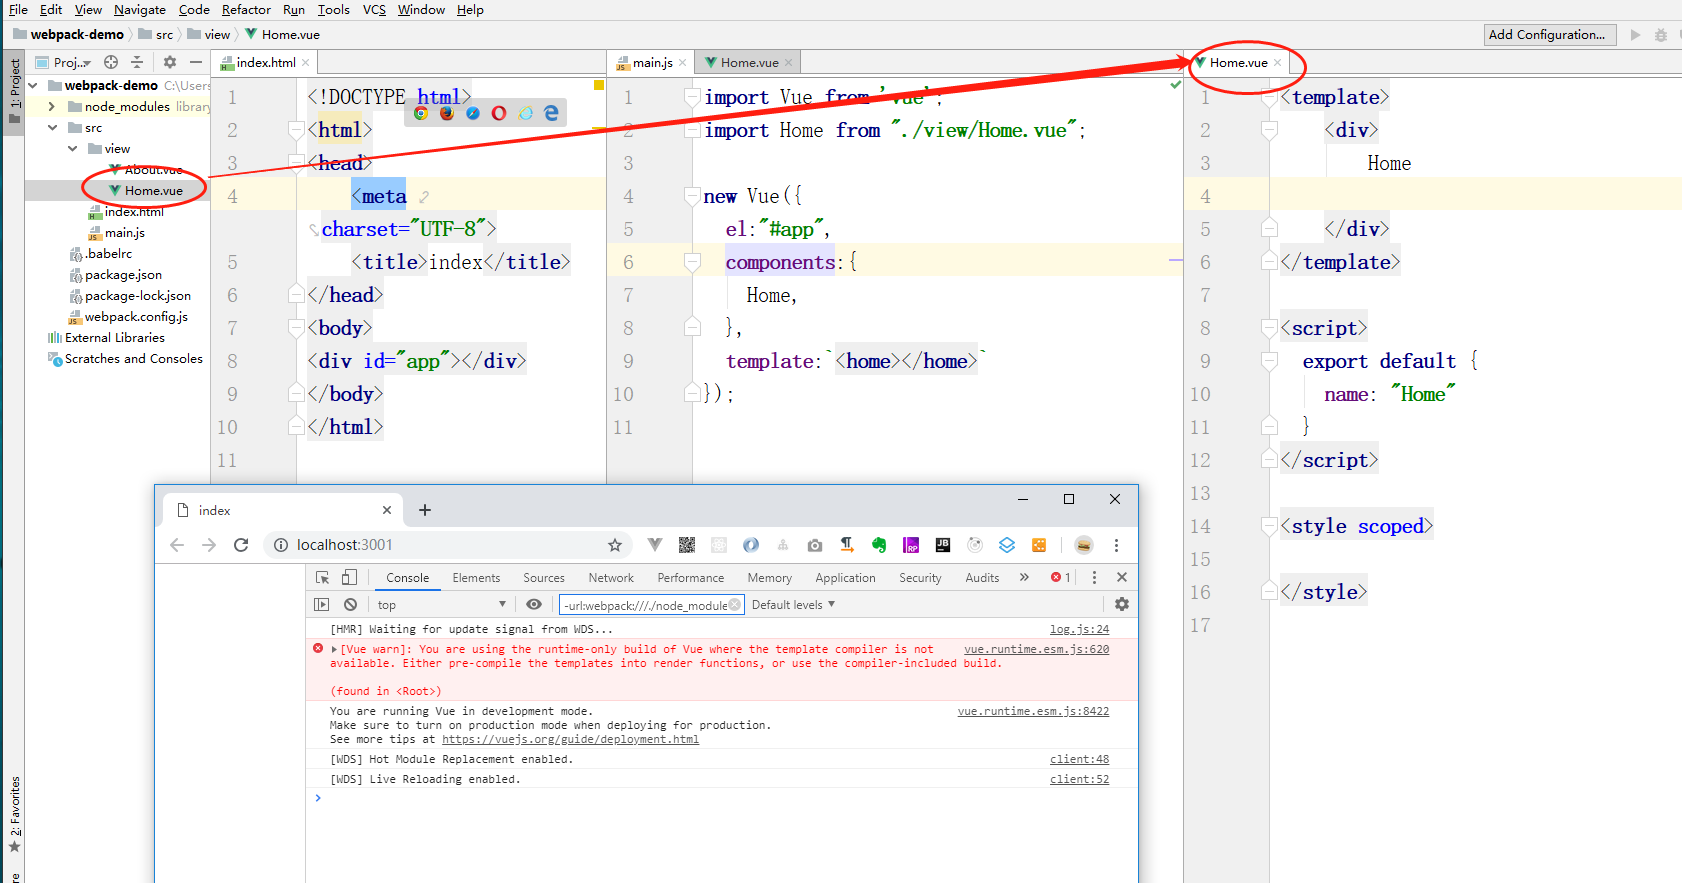 File Edit View Navigate Code Refactor Run Tools VCS Window Help
webpack-demo src view Home.vue
Add Configuration...
1: Project
Proj...
webpack-demo C:\Users
node_modules library
src
view
About.vue
Home.vue
index.html
main.js
.babelrc
package.json
package-lock.json
webpack.config.js
External Libraries
Scratches and Consoles
2: Favorites
index.html
1 <!DOCTYPE html>
2 <html>
3 <head>
4 <meta
charset="UTF-8">
5 <title>index</title>
6 </head>
7 <body>
8 <div id="app"></div>
9 </body>
10 </html>
11
main.js Home.vue
1 import Vue from 'vue';
2 import Home from "./view/Home.vue";
3
4 new Vue({
5 el:"#app",
6 components:{
7 Home,
8 },
9 template:`<home></home>`
10 });
11
Home.vue
1 <template>
2 <div>
3 Home
4
5 </div>
6 </template>
7
8 <script>
9 export default {
10 name: "Home"
11 }
12 </script>
13
14 <style scoped>
15
16 </style>
17
index
localhost:3001
Console Elements Sources Network Performance Memory Application Security Audits 1
top -url:webpack:///./node_module Default levels
[HMR] Waiting for update signal from WDS... log.js:24
[Vue warn]: You are using the runtime-only build of Vue where the template compiler is not vue.runtime.esm.js:620
available. Either pre-compile the templates into render functions, or use the compiler-included build.
(found in <Root>)
You are running Vue in development mode. vue.runtime.esm.js:8422
Make sure to turn on production mode when deploying for production.
See more tips at https://vuejs.org/guide/deployment.html
[WDS] Hot Module Replacement enabled. client:48
[WDS] Live Reloading enabled. client:52